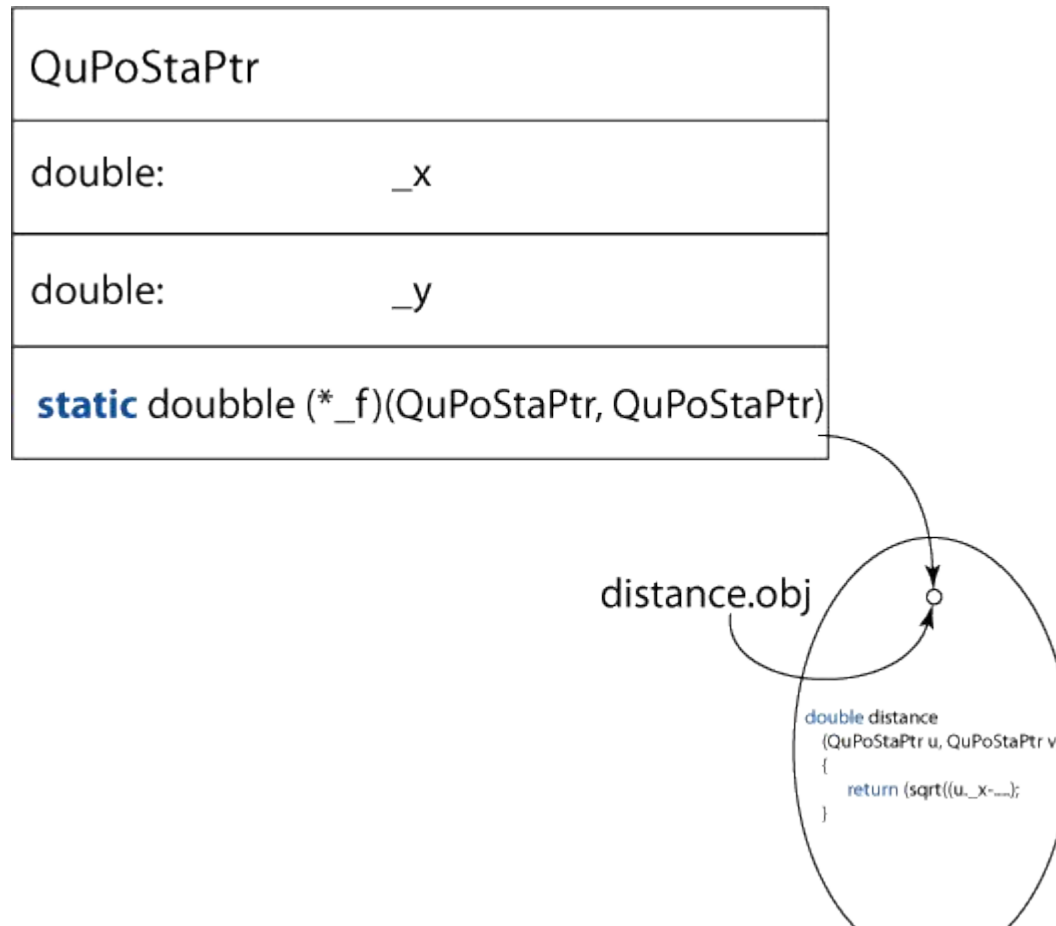 QuPoStaPtr
double: _x
double: _y
static doubble (*_f)(QuPoStaPtr, QuPoStaPtr)
distance.obj
double distance
(QuPoStaPtr u, QuPoStaPtr v
{
return (sqrt((u._x-....);
}